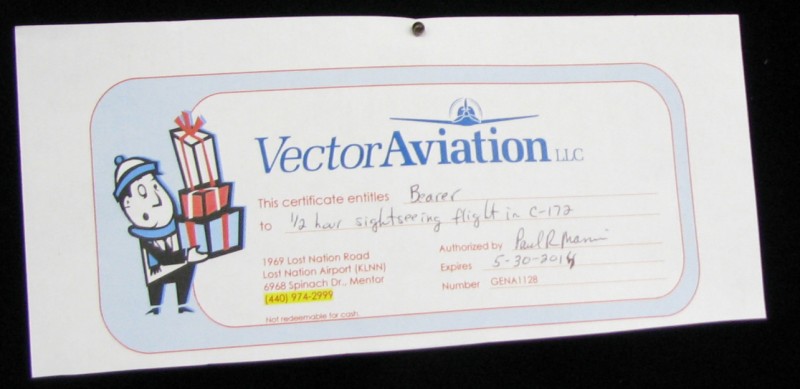 VectorAviation LLC
This certificate entitles Bearer
to 1/2 hour sightseeing flight in C-172
1969 Lost Nation Road
Lost Nation Airport (KLNN)
6968 Spinach Dr., Mentor
(440) 974-2999
Not redeemable for cash
Authorized by Paul R Mann
Expires 5-30-2014
Number GENA1128